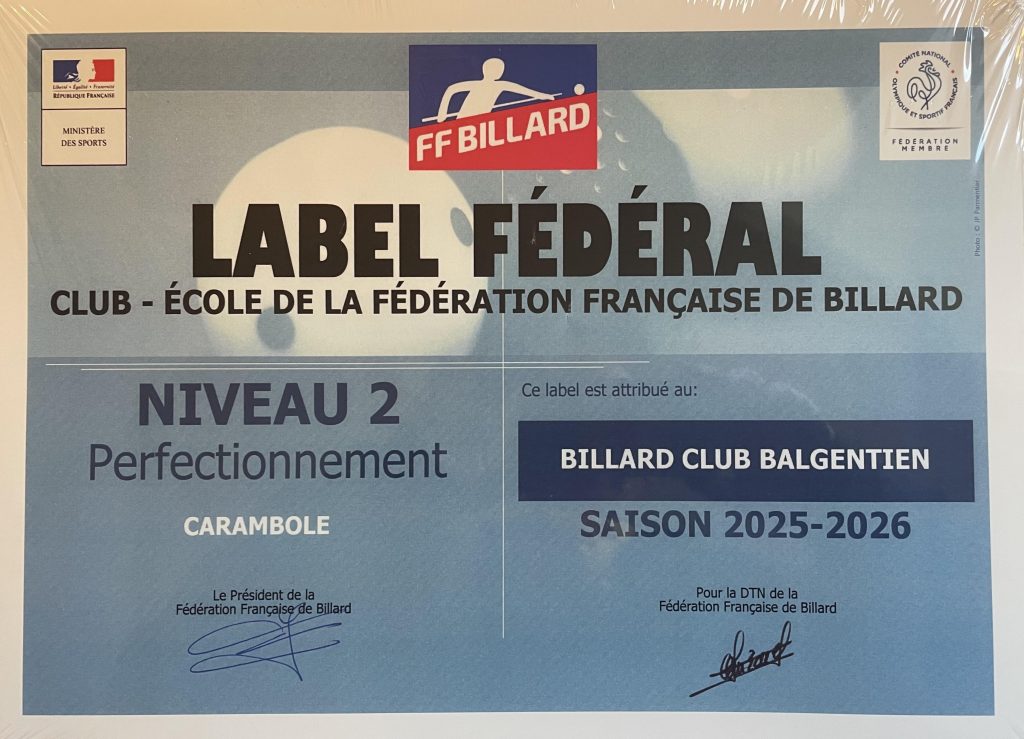 Liberté • Égalité • Fraternité
RÉPUBLIQUE FRANÇAISE
MINISTÈRE
DES SPORTS
FF BILLARD
COMITÉ NATIONAL
OLYMPIQUE ET SPORTIF FRANÇAIS
FÉDÉRATION
MEMBRE
Photo : © JP Parmentier
LABEL FÉDÉRAL
CLUB - ÉCOLE DE LA FÉDÉRATION FRANÇAISE DE BILLARD
NIVEAU 2
Perfectionnement
CARAMBOLE
Le Président de la
Fédération Française de Billard
Ce label est attribué au:
BILLARD CLUB BALGENTIEN
SAISON 2025-2026
Pour la DTN de la
Fédération Française de Billard